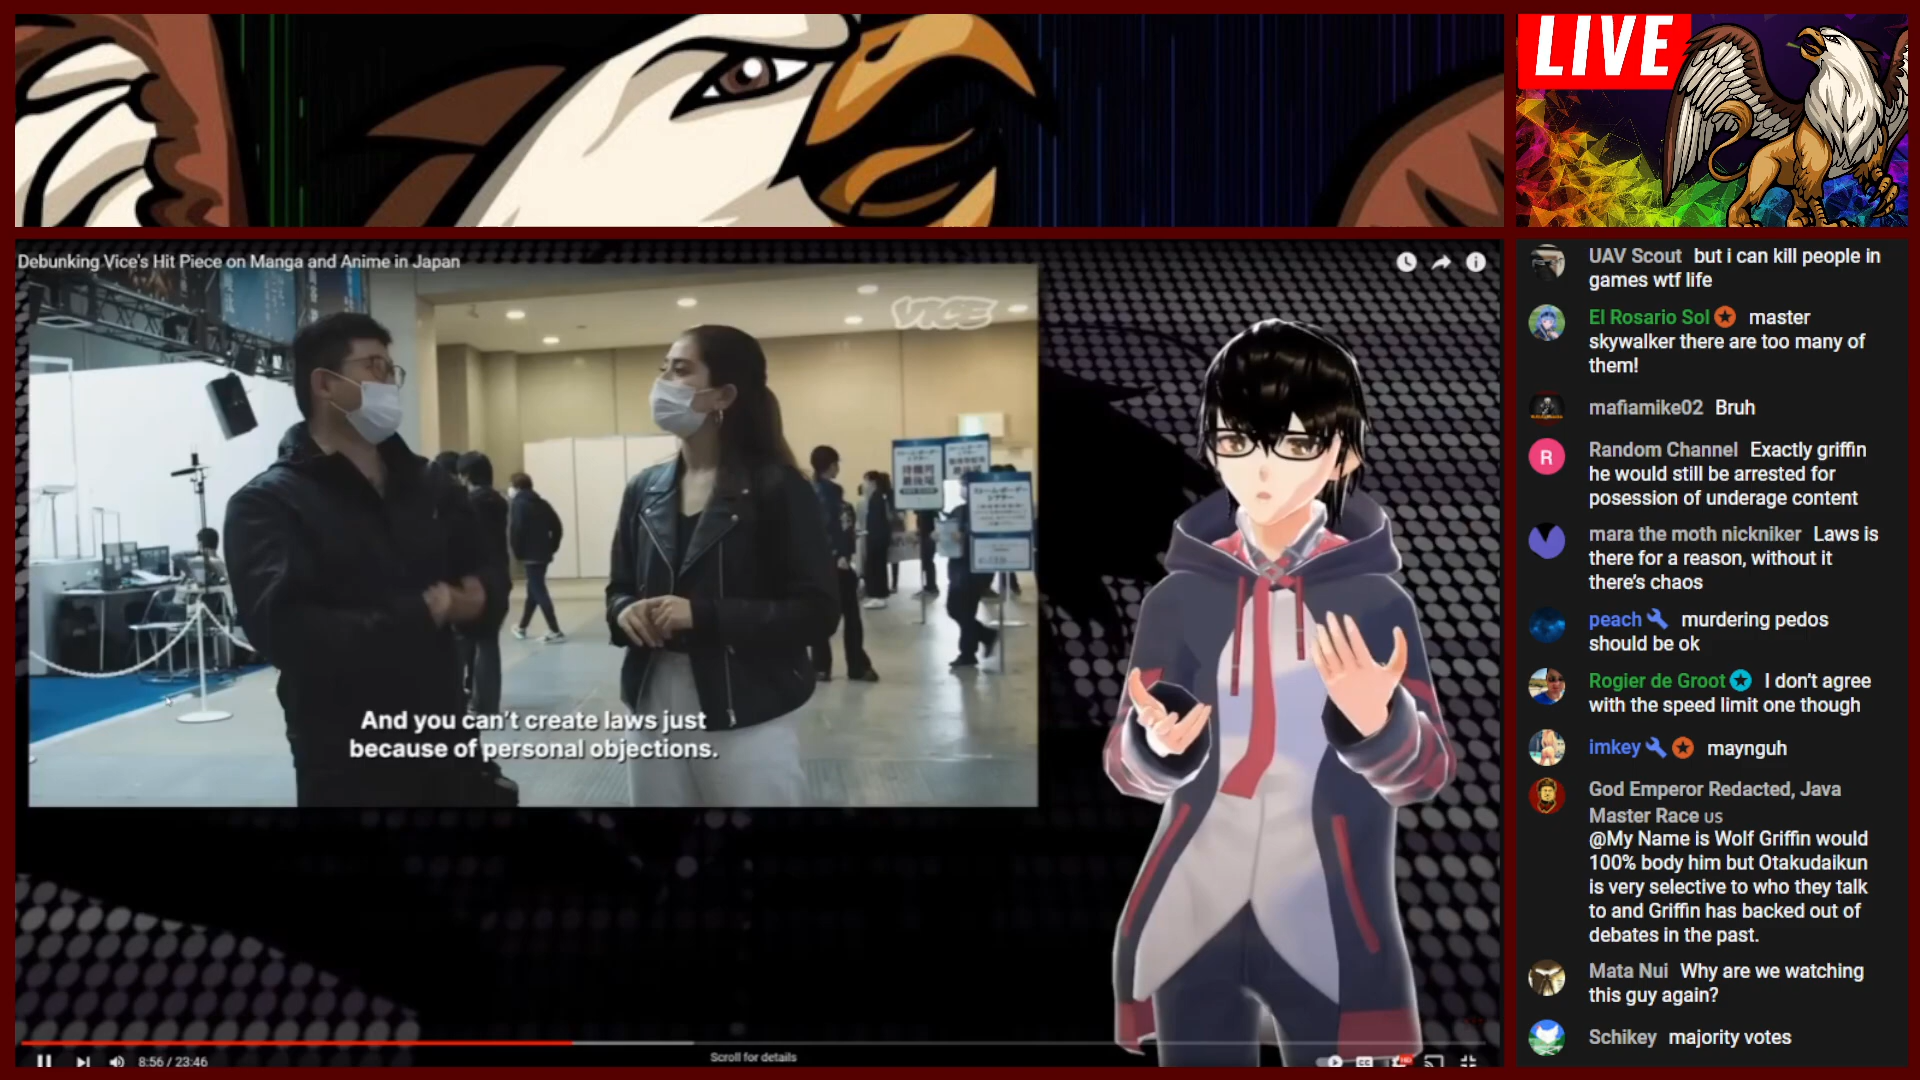 LIVE
Debunking Vice's Hit Piece on Manga and Anime in Japan
VICE
And you can't create laws just
because of personal objections.
8:56 / 23:46
Scroll for details
CC
HD
UAV Scout but i can kill people in
games wtf life
El Rosario Sol master
skywalker there are too many of
them!
mafiamike02 Bruh
R
Random Channel Exactly griffin
he would still be arrested for
posession of underage content
mara the moth nickniker Laws is
there for a reason, without it
there's chaos
peach murdering pedos
should be ok
Rogier de Groot I don't agree
with the speed limit one though
imkey maynguh
God Emperor Redacted, Java
Master Race US
@My Name is Wolf Griffin would
100% body him but Otakudaikun
is very selective to who they talk
to and Griffin has backed out of
debates in the past.
Mata Nui Why are we watching
this guy again?
Schikey majority votes